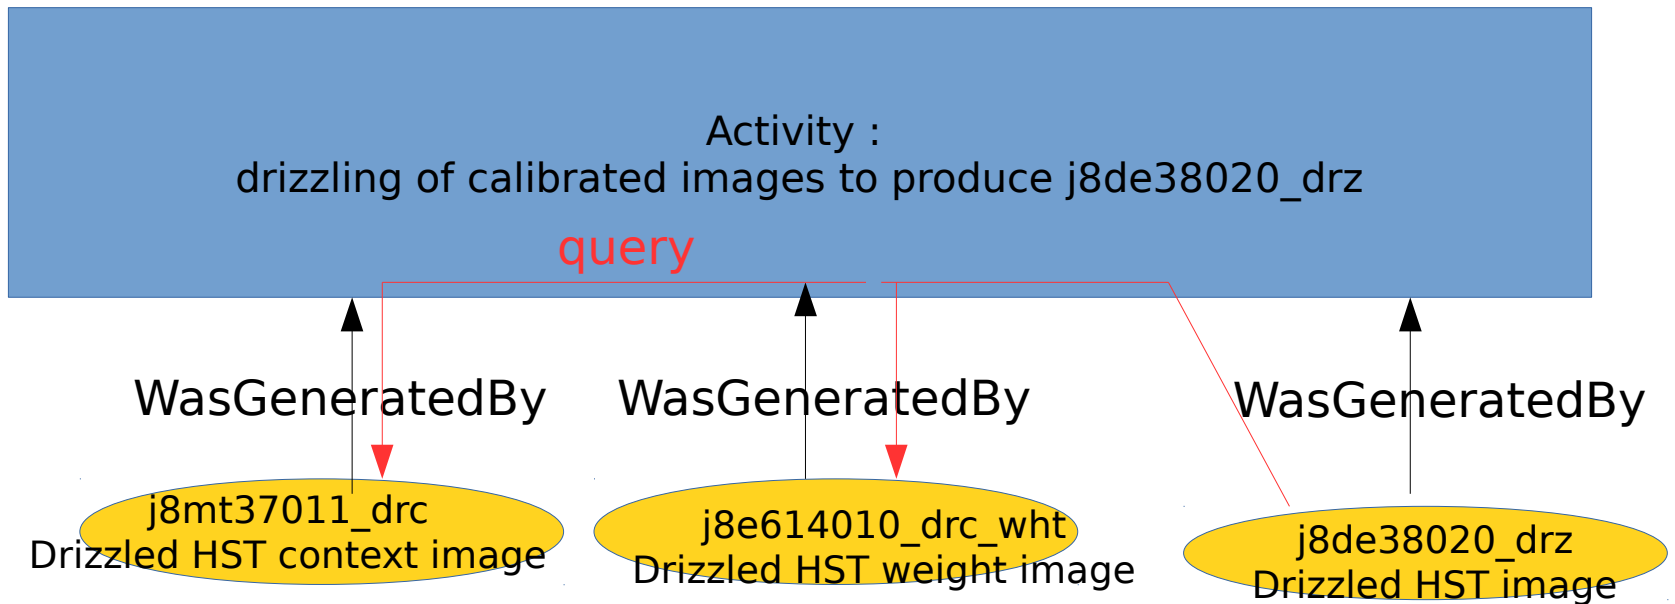 Activity :
drizzling of calibrated images to produce j8de38020_drz
query
WasGeneratedBy
WasGeneratedBy
WasGeneratedBy
j8mt37011_drc
Drizzled HST context image
j8e614010_drc_wht
Drizzled HST weight image
j8de38020_drz
Drizzled HST image